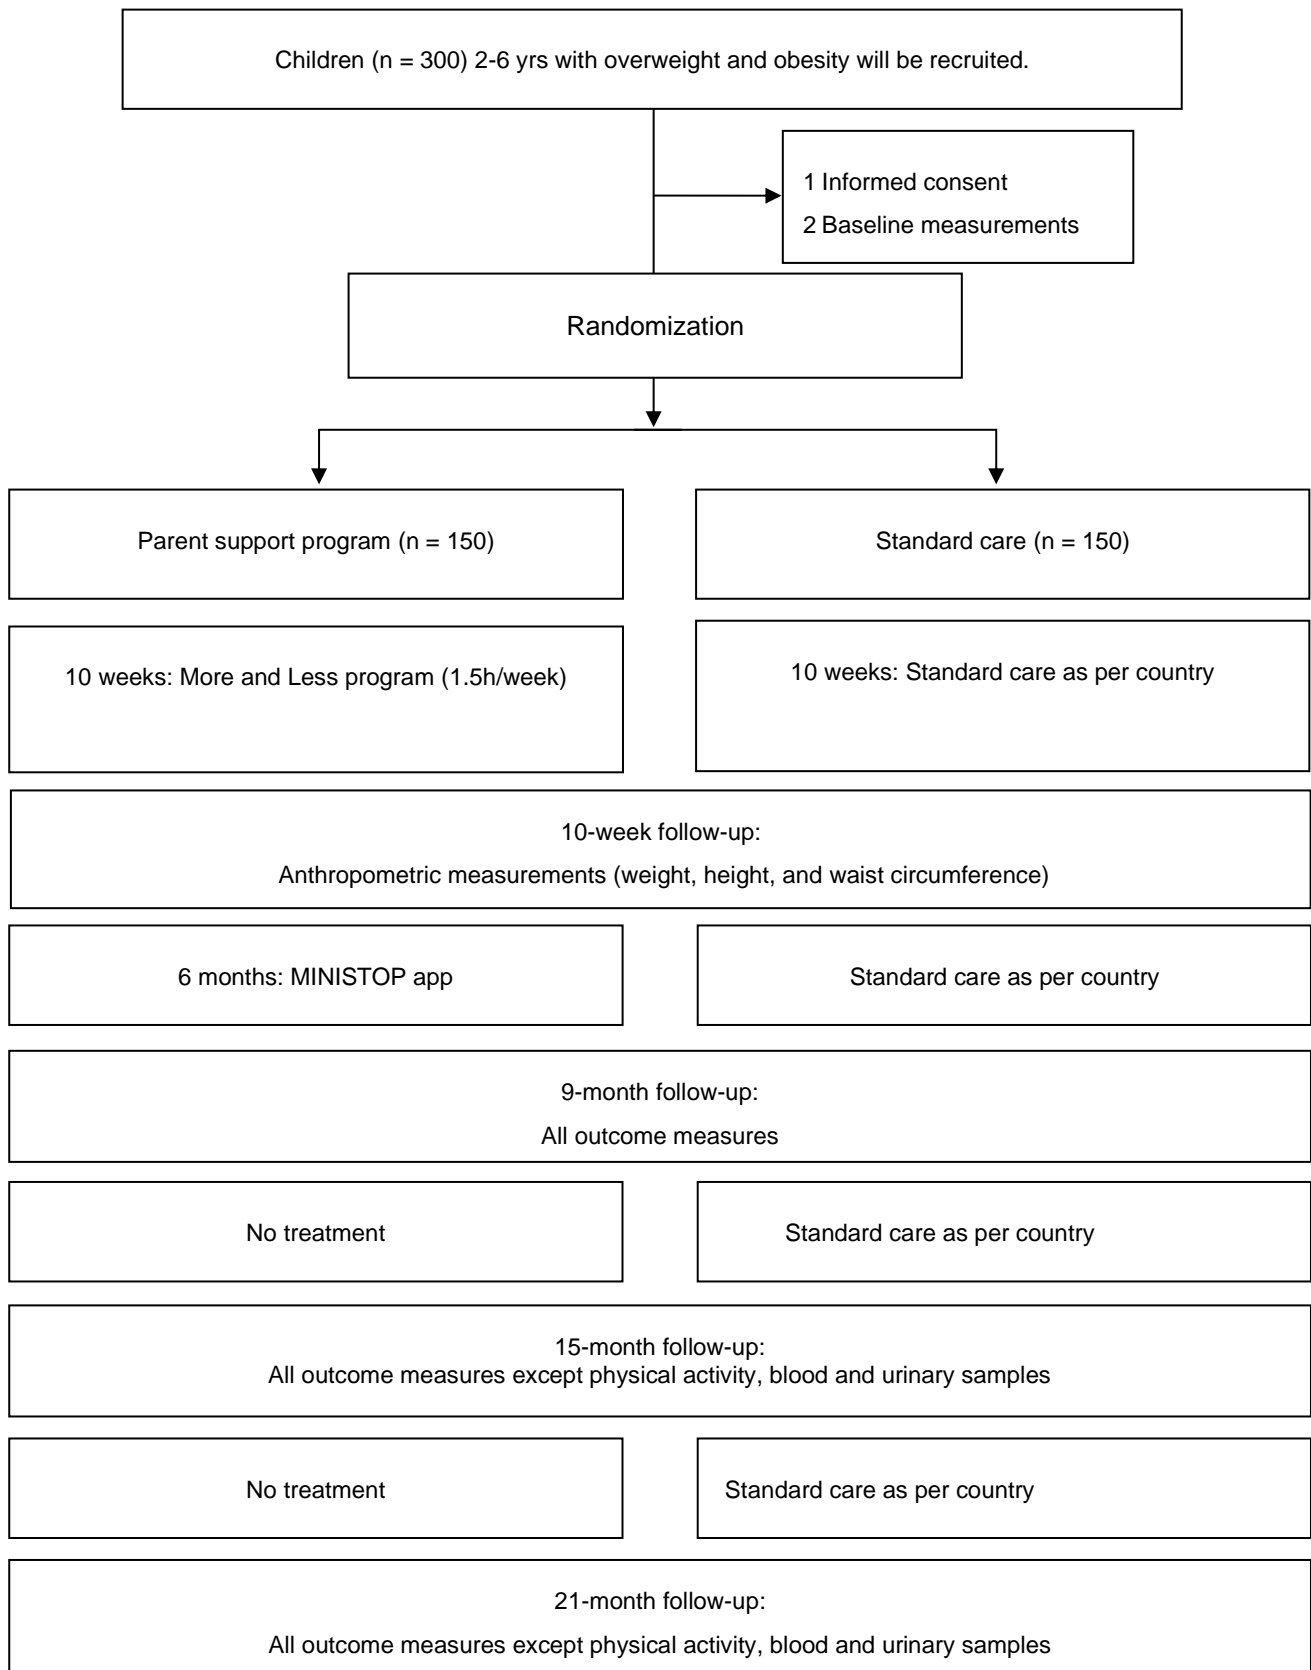 Children (n = 300) 2-6 yrs with overweight and obesity will be recruited.
1 Informed consent
2 Baseline measurements
Randomization
Parent support program (n = 150)
Standard care (n = 150)
10 weeks: More and Less program (1.5h/week)
10 weeks: Standard care as per country
10-week follow-up:
Anthropometric measurements (weight, height, and waist circumference)
6 months: MINISTOP app
Standard care as per country
9-month follow-up:
All outcome measures
No treatment
Standard care as per country
15-month follow-up:
All outcome measures except physical activity, blood and urinary samples
No treatment
Standard care as per country
21-month follow-up:
All outcome measures except physical activity, blood and urinary samples